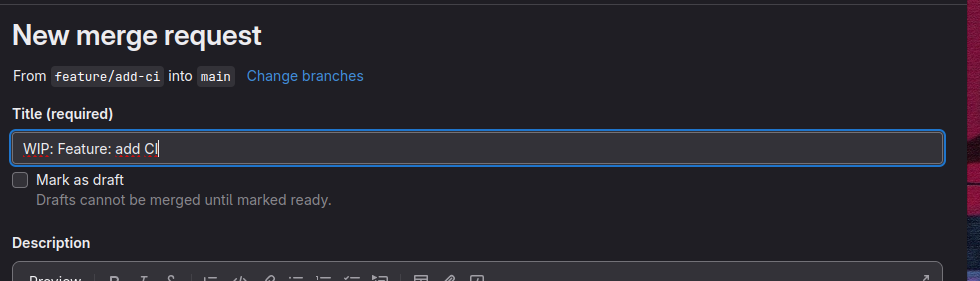 New merge request
From feature/add-ci into main Change branches
Title (required)
WIP: Feature: add CI
Mark as draft
Drafts cannot be merged until marked ready.
Description
Preview